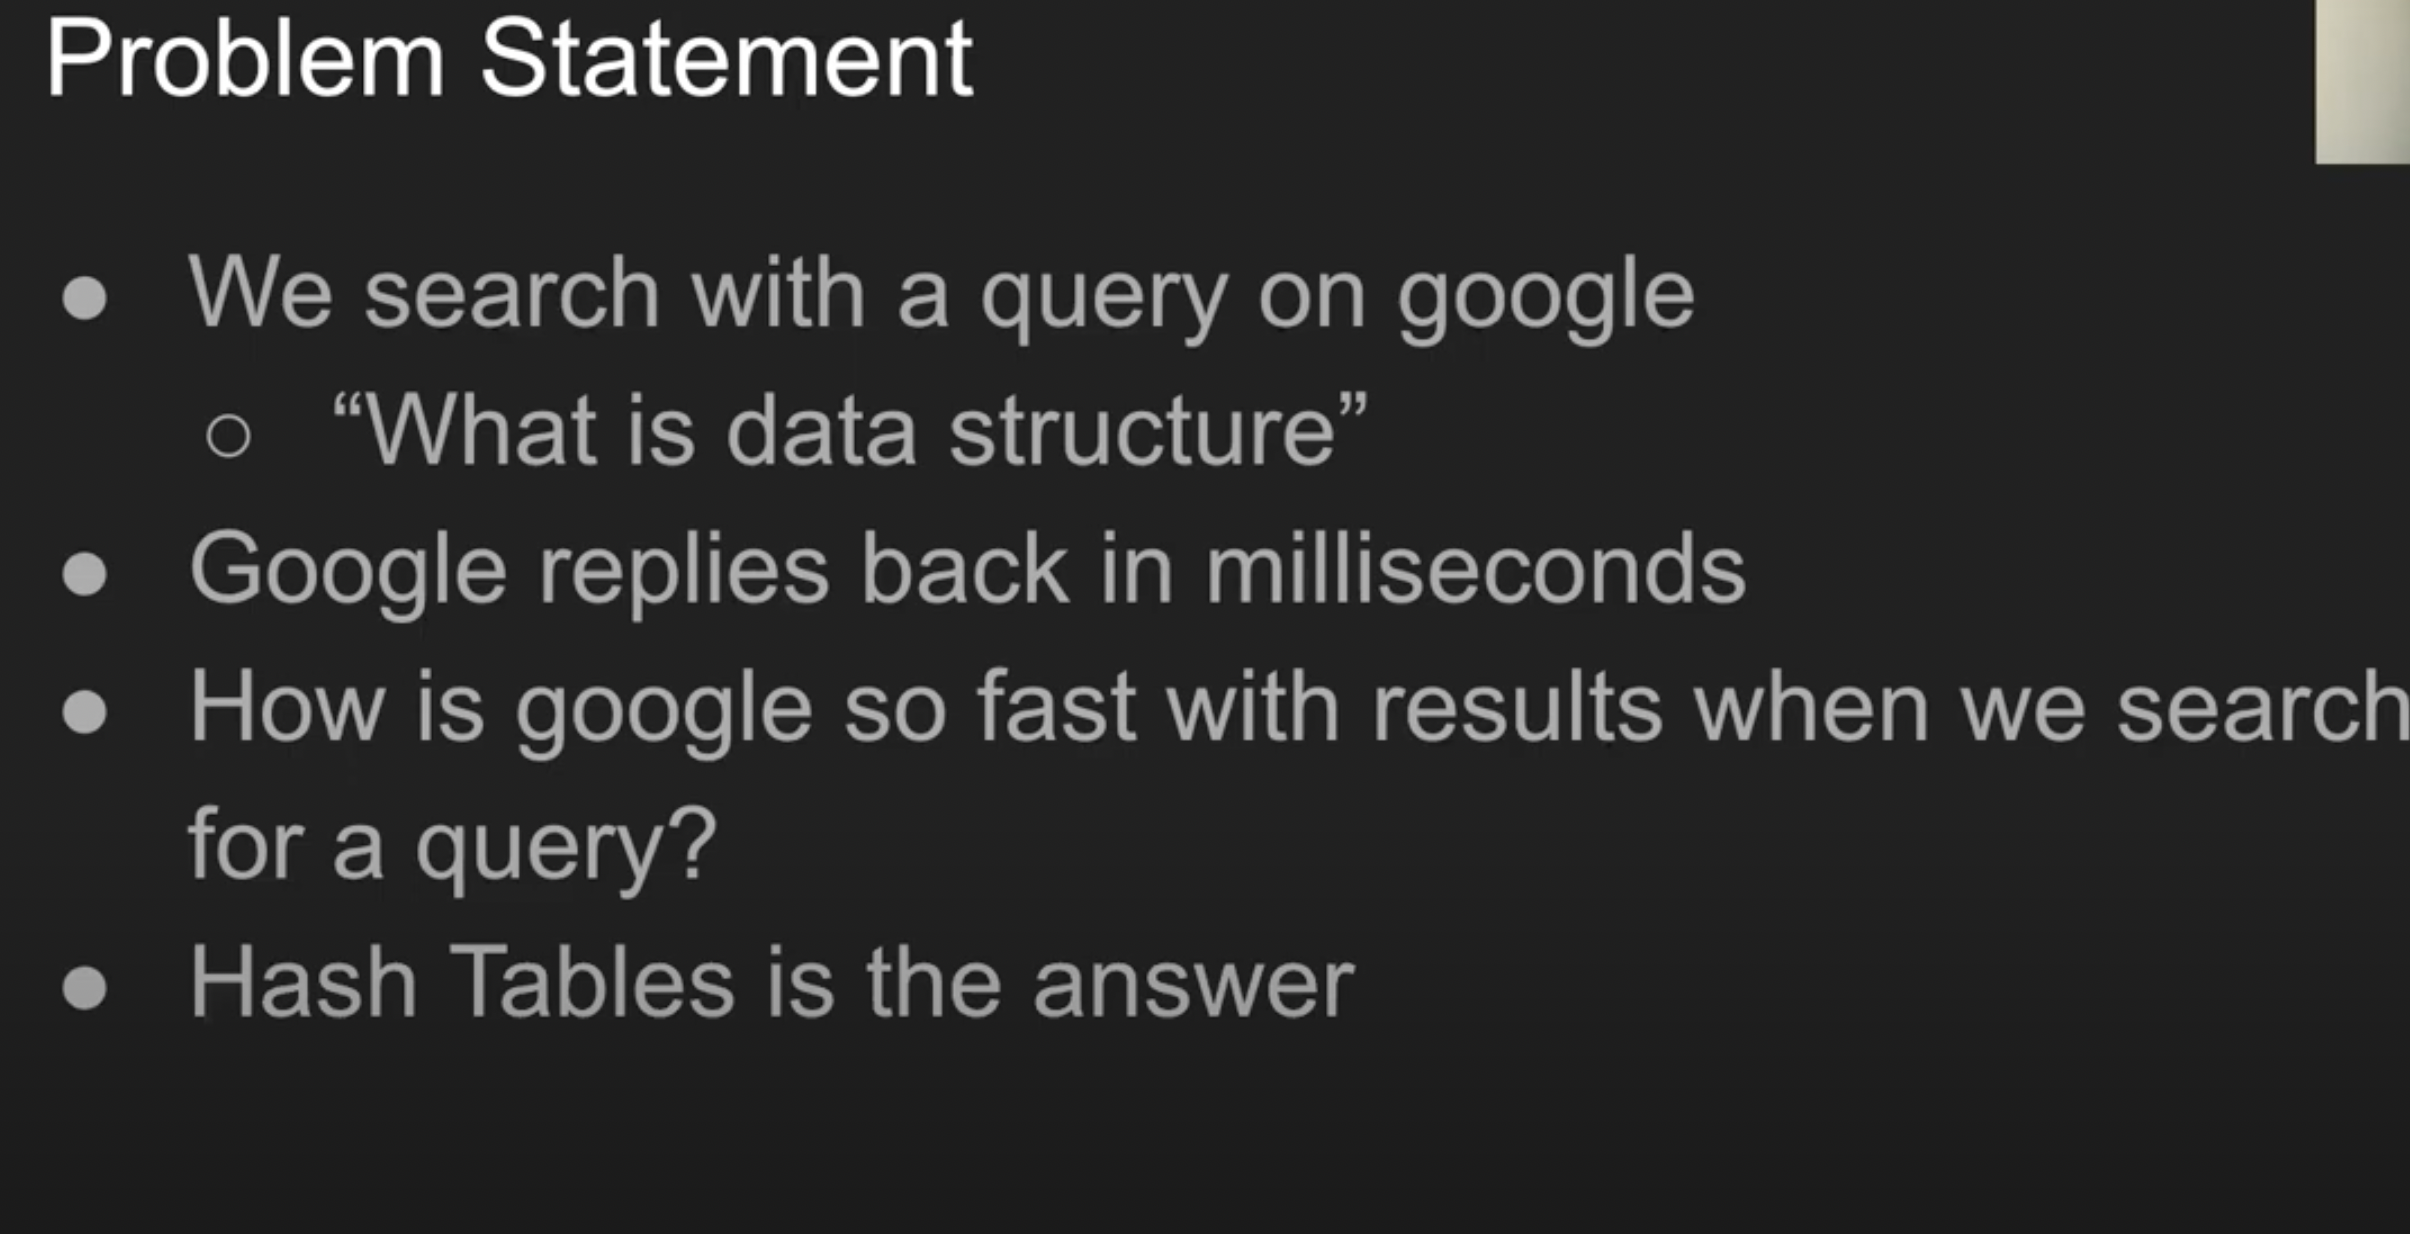 Problem Statement
● We search with a query on google
○ “What is data structure”
● Google replies back in milliseconds
● How is google so fast with results when we search
for a query?
● Hash Tables is the answer